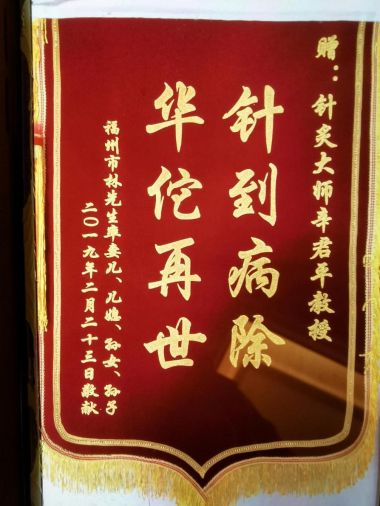 赠：针灸大师辛君平教授
针到病除
华佗再世
福州市林先生率妻儿、儿媳、孙女、孙子
二〇一九年二月二十三日敬献